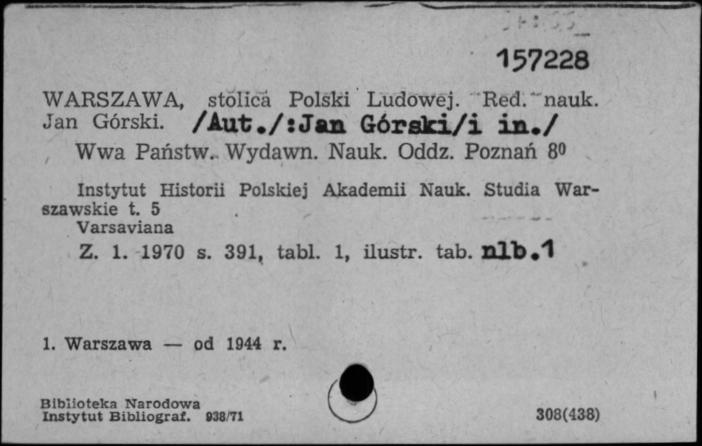 157228
WARSZAWA, stolica Polski Ludowej. Red. nauk.
Jan Górski. /Aut./:Jan Górski/i in./
Wwa Państw. Wydawn. Nauk. Oddz. Poznań 8⁰
Instytut Historii Polskiej Akademii Nauk. Studia War-
szawskie t. 5
Varsaviana
Z. 1. 1970 s. 391, tabl. 1, ilustr. tab. nlb.1
1. Warszawa — od 1944 r.
Biblioteka Narodowa
Instytut Bibliograf. 938/71
308(438)